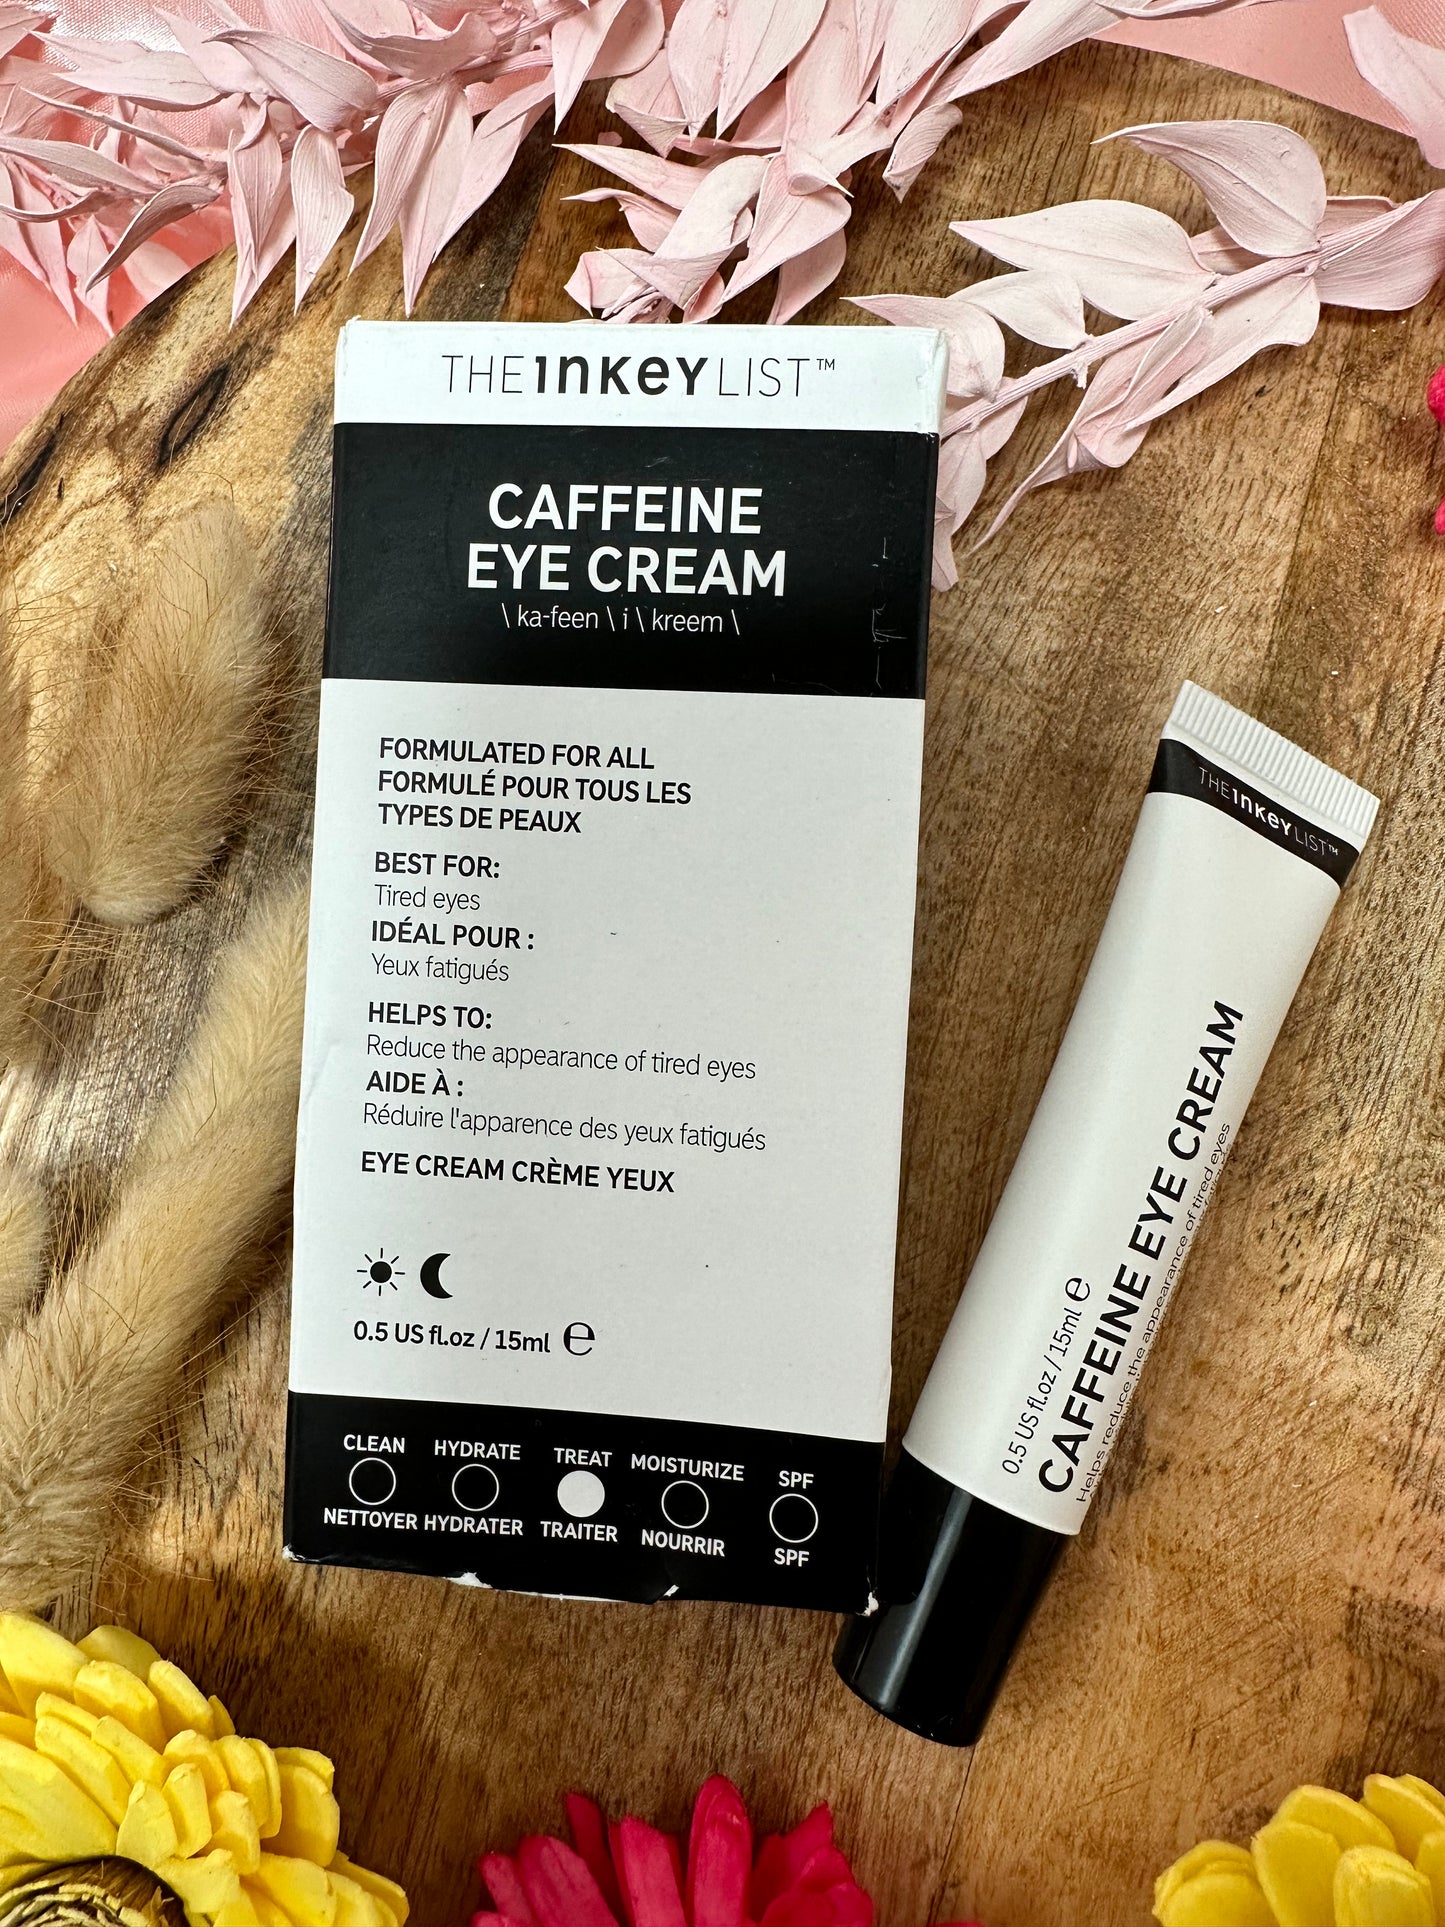 THE INKEY LIST™
CAFFEINE
EYE CREAM
\ ka-feen \ i \ kreem \
FORMULATED FOR ALL
FORMULÉ POUR TOUS LES
TYPES DE PEAUX
BEST FOR:
Tired eyes
IDÉAL POUR :
Yeux fatigués
HELPS TO:
Reduce the appearance of tired eyes
AIDE À :
Réduire l'apparence des yeux fatigués
EYE CREAM CRÈME YEUX
0.5 US fl.oz / 15ml ℮
CLEAN HYDRATE TREAT MOISTURIZE SPF
NETTOYER HYDRATER TRAITER NOURRIR SPF
THE INKEY LIST™
0.5 US fl.oz / 15ml ℮
CAFFEINE EYE CREAM
Helps reduce the appearance of tired eyes